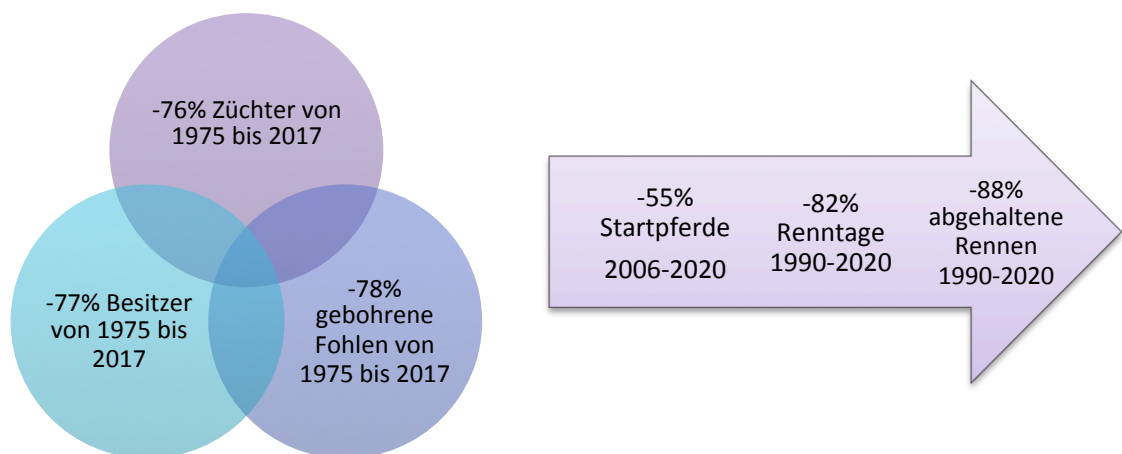 -76% Züchter von
1975 bis 2017
-77% Besitzer
von 1975 bis
2017
-78%
gebohrene
Fohlen von
1975 bis 2017
-55%
Startpferde
2006-2020
-82%
Renntage
1990-2020
-88%
abgehaltene
Rennen
1990-2020